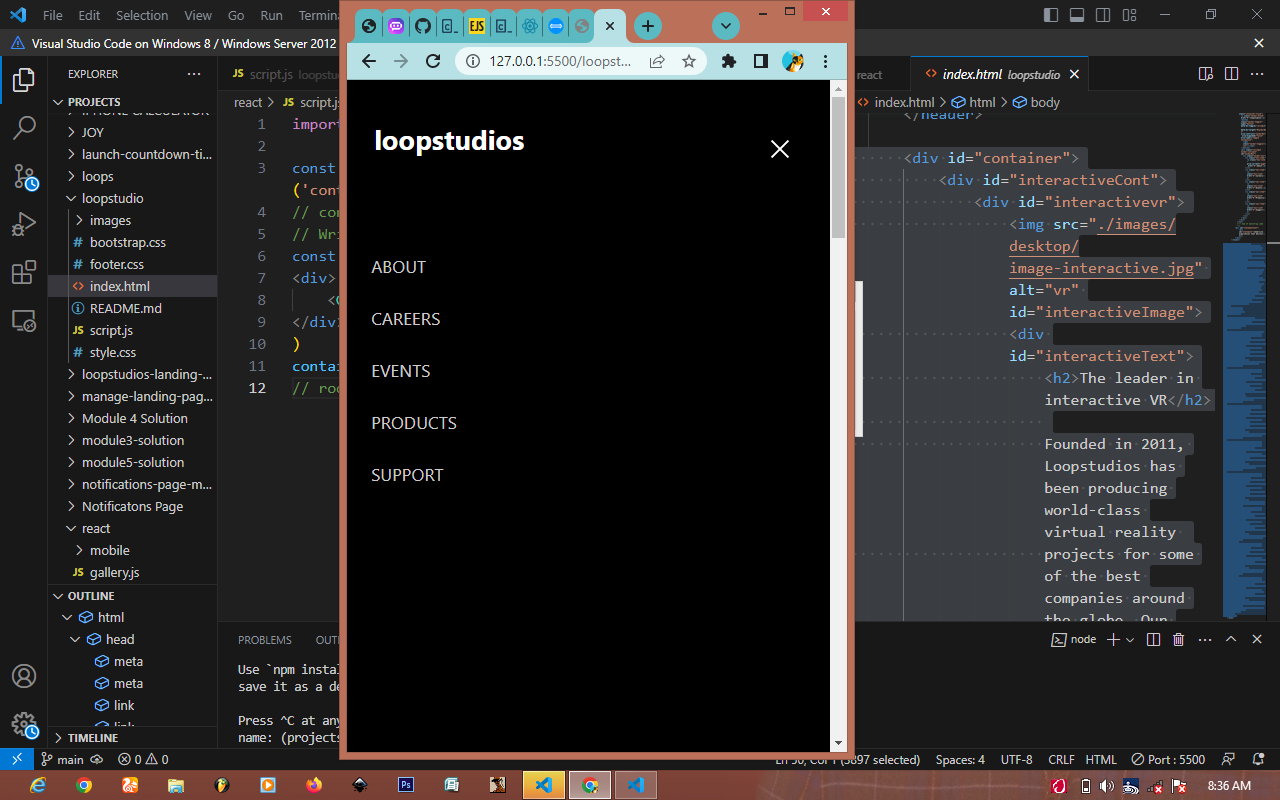 File Edit Selection View Go Run Termina
Visual Studio Code on Windows 8 / Windows Server 2012
EXPLORER
PROJECTS
IPHONE CALCULATOR
JOY
launch-countdown-ti...
loops
loopstudio
images
bootstrap.css
footer.css
index.html
README.md
script.js
style.css
loopstudios-landing-...
manage-landing-pag...
Module 4 Solution
module3-solution
module5-solution
notifications-page-m...
Notificatons Page
react
mobile
gallery.js
OUTLINE
html
head
meta
meta
link
link
TIMELINE
JS script.js loopstu
react > JS script.js
1 import
2
3 const
('cont
4 // con
5 // Wri
6 const
7 <div>
8 <
9 </div>
10 )
11 contai
12 // roo
PROBLEMS OUT
Use `npm instal
save it as a de
Press ^C at any
name: (projects
127.0.0.1:5500/loopst...
loopstudios
ABOUT
CAREERS
EVENTS
PRODUCTS
SUPPORT
react
index.html loopstudio
index.html > html > body
</header>
<div id="container">
<div id="interactiveCont">
<div id="interactivevr">
<img src="./images/
desktop/
image-interactive.jpg"
alt="vr"
id="interactiveImage">
<div
id="interactiveText">
<h2>The leader in
interactive VR</h2>
Founded in 2011,
Loopstudios has
been producing
world-class
virtual reality
projects for some
of the best
companies around
the globe. Our
node
main 0 0
selected) Spaces: 4 UTF-8 CRLF HTML Port : 5500
8:36 AM